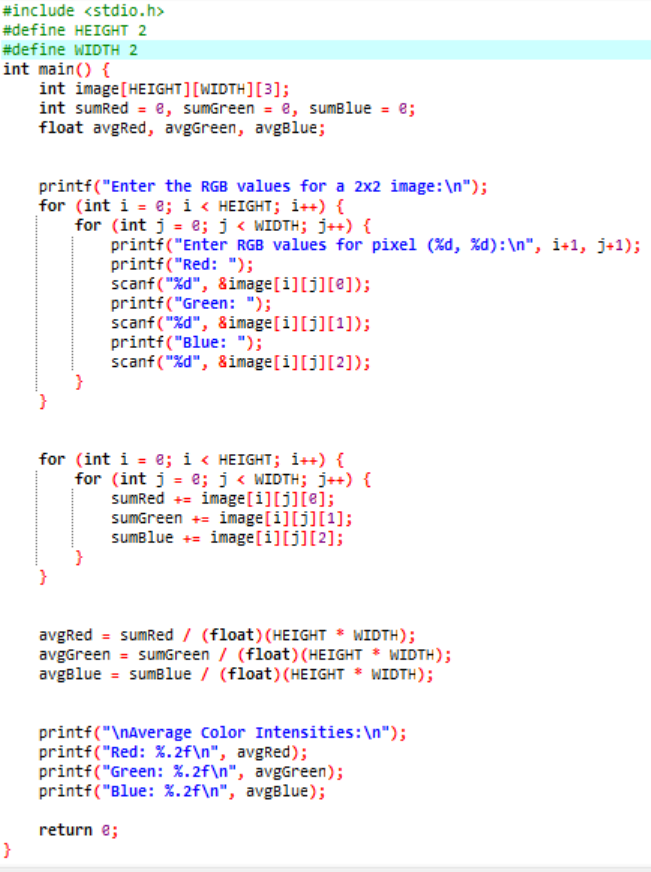 #include <stdio.h>
#define HEIGHT 2
#define WIDTH 2
int main() {
    int image[HEIGHT][WIDTH][3];
    int sumRed = 0, sumGreen = 0, sumBlue = 0;
    float avgRed, avgGreen, avgBlue;
    printf("Enter the RGB values for a 2x2 image:\n");
    for (int i = 0; i < HEIGHT; i++) {
        for (int j = 0; j < WIDTH; j++) {
            printf("Enter RGB values for pixel (%d, %d):\n", i+1, j+1);
            printf("Red: ");
            scanf("%d", &image[i][j][0]);
            printf("Green: ");
            scanf("%d", &image[i][j][1]);
            printf("Blue: ");
            scanf("%d", &image[i][j][2]);
        }
    }
    for (int i = 0; i < HEIGHT; i++) {
        for (int j = 0; j < WIDTH; j++) {
            sumRed += image[i][j][0];
            sumGreen += image[i][j][1];
            sumBlue += image[i][j][2];
        }
    }
    avgRed = sumRed / (float)(HEIGHT * WIDTH);
    avgGreen = sumGreen / (float)(HEIGHT * WIDTH);
    avgBlue = sumBlue / (float)(HEIGHT * WIDTH);
    printf("\nAverage Color Intensities:\n");
    printf("Red: %.2f\n", avgRed);
    printf("Green: %.2f\n", avgGreen);
    printf("Blue: %.2f\n", avgBlue);
    return 0;
}